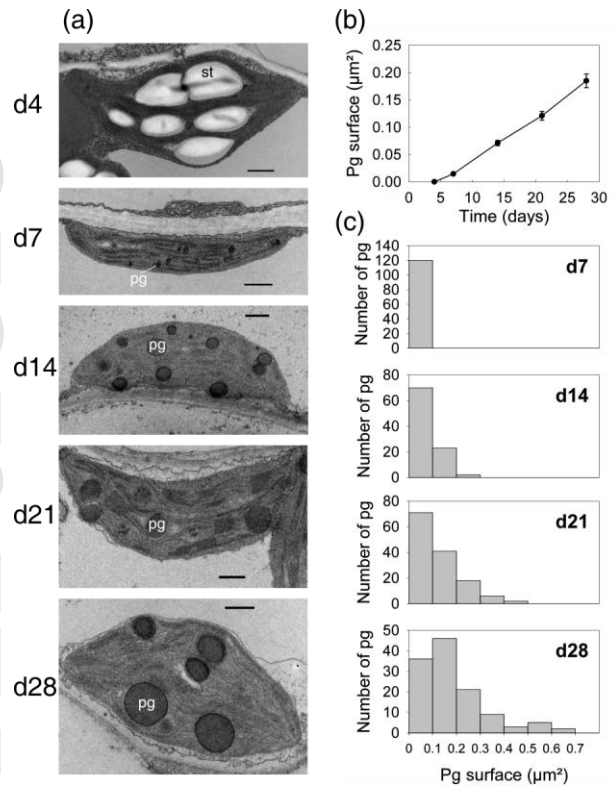 (a)
d4
st
d7
pg
d14
pg
d21
pg
d28
pg
(b)
Pg surface (µm²)
0.25
0.20
0.15
0.10
0.05
0.00
0 5 10 15 20 25 30
Time (days)
(c)
d7
Number of pg
140
120
100
80
60
40
20
0
d14
Number of pg
80
60
40
20
0
d21
Number of pg
80
60
40
20
0
d28
Number of pg
50
40
30
20
10
0
0 0.1 0.2 0.3 0.4 0.5 0.6 0.7
Pg surface (µm²)